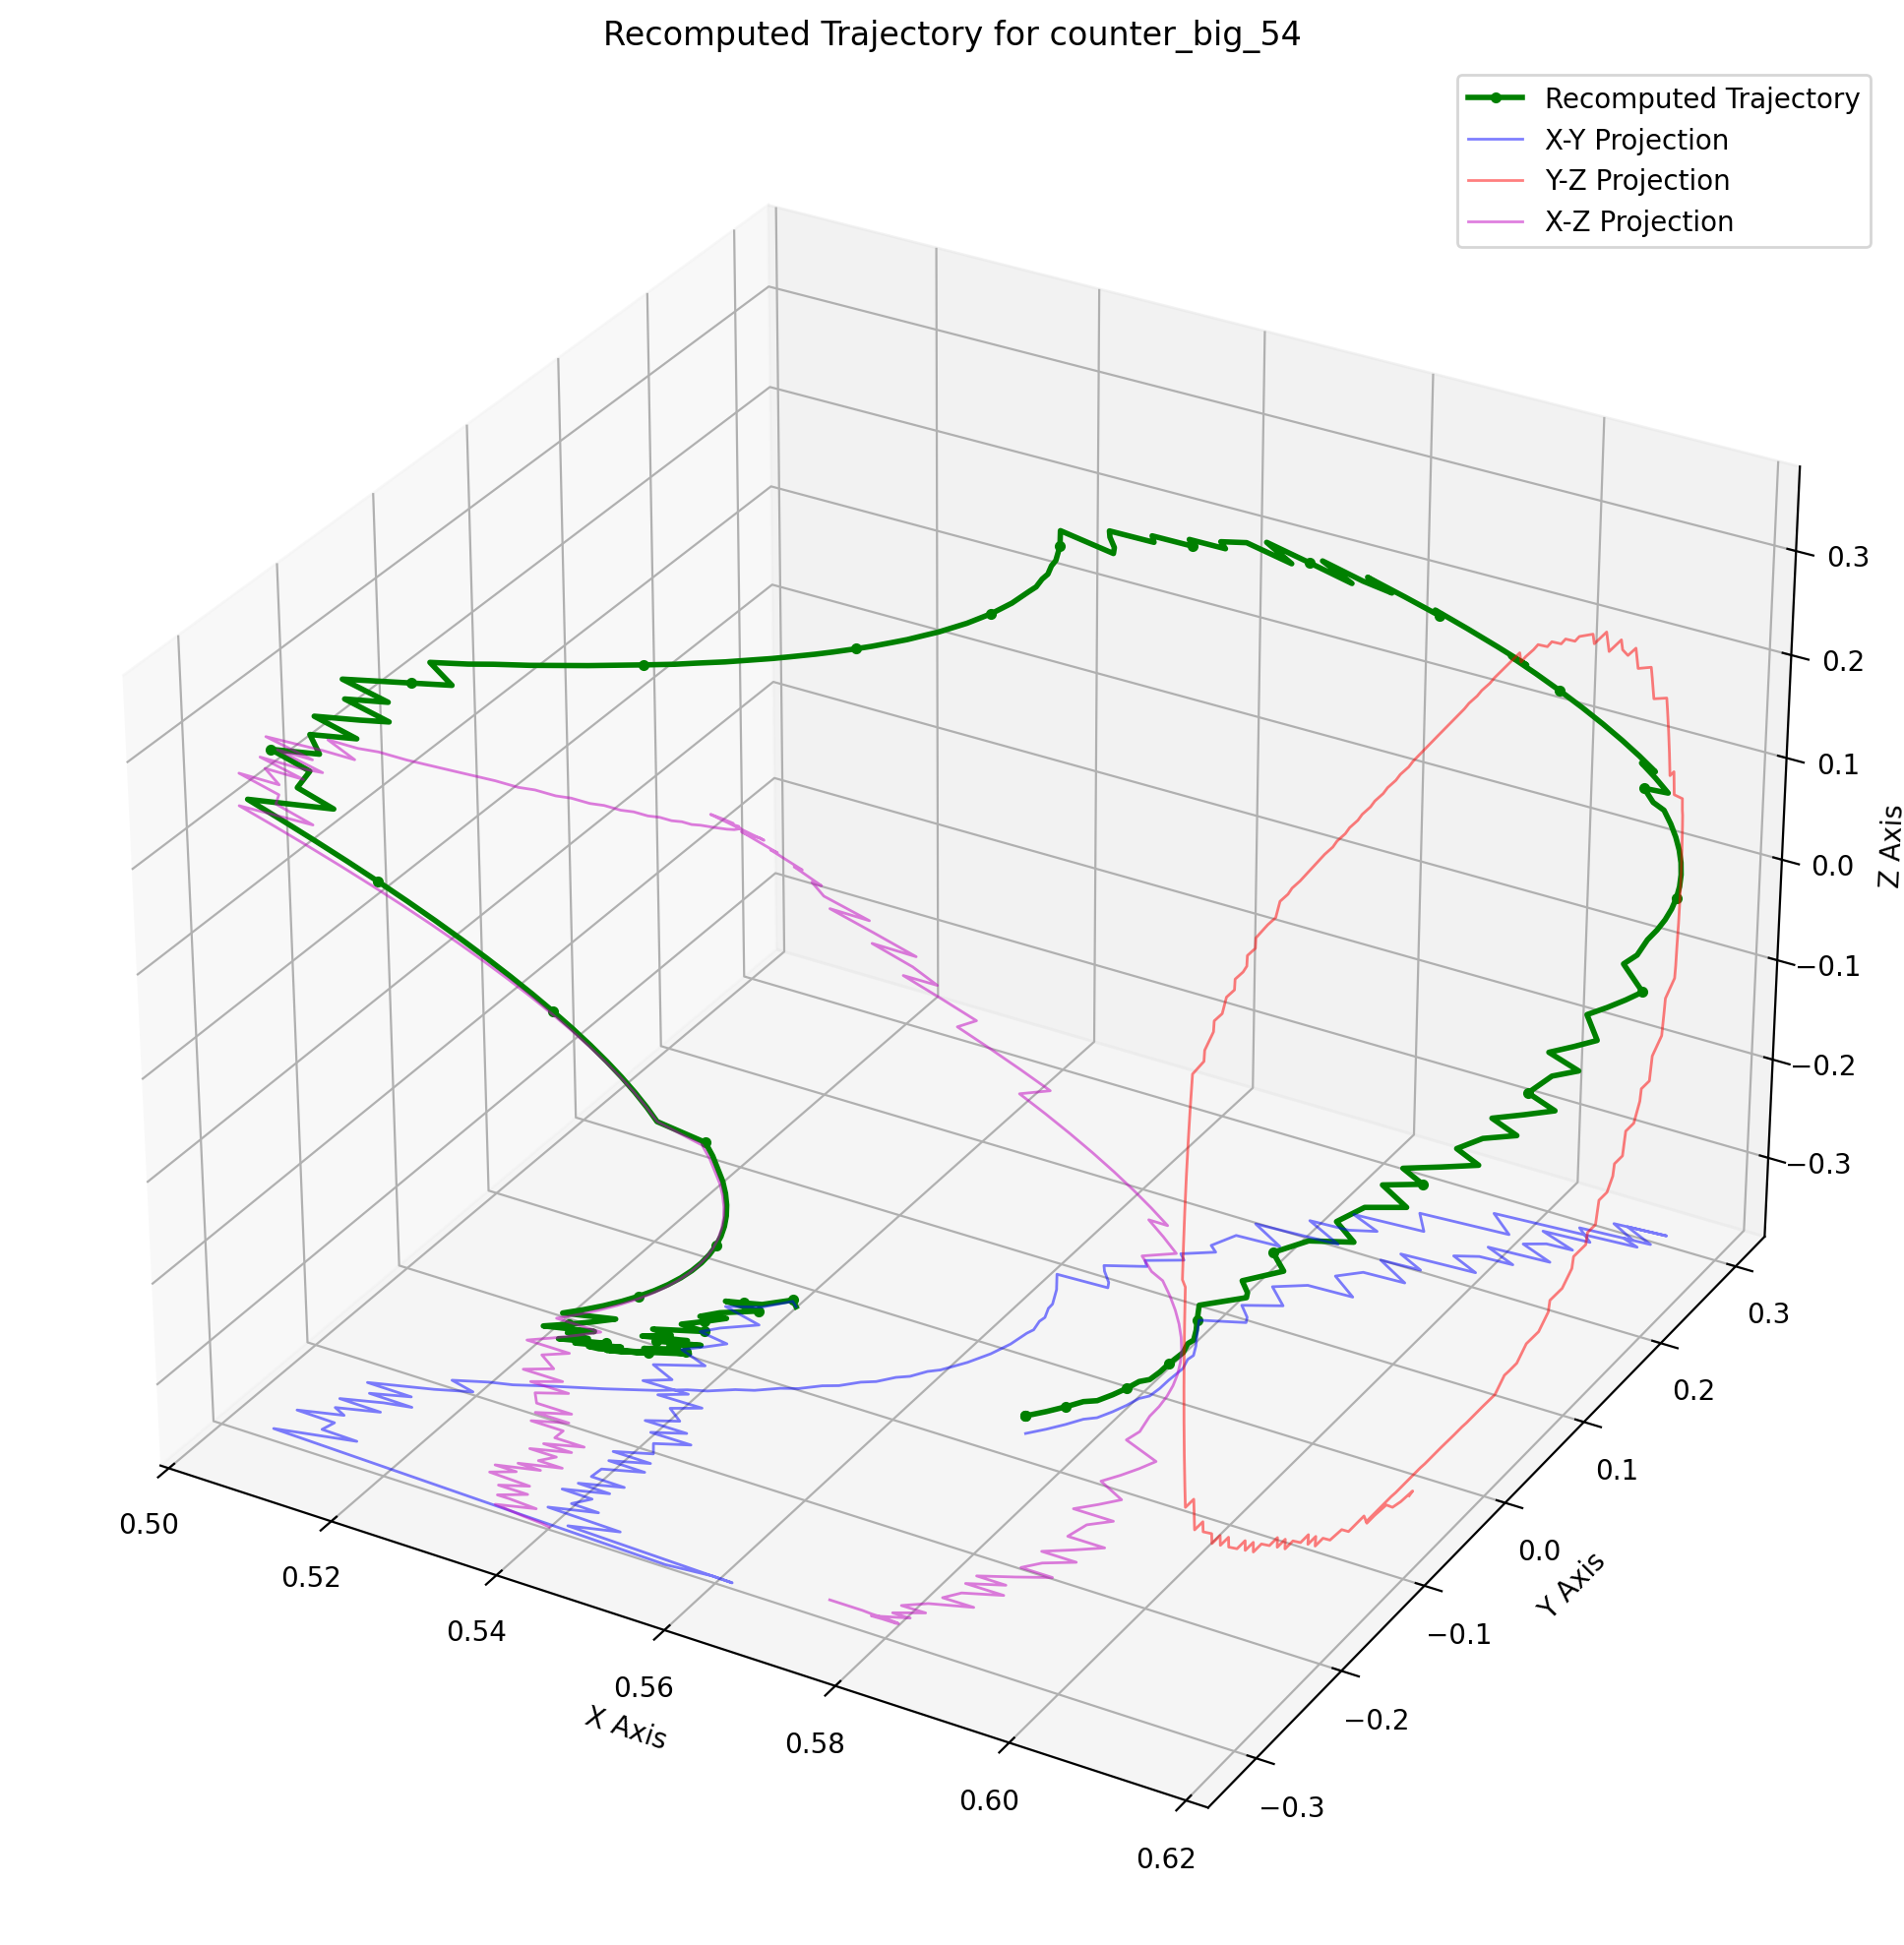 Recomputed Trajectory for counter_big_54
Recomputed Trajectory
X-Y Projection
Y-Z Projection
X-Z Projection
0.3
0.2
0.1
0.0
−0.1
−0.2
−0.3
Z Axis
0.3
0.2
0.1
0.0
−0.1
−0.2
−0.3
Y Axis
0.50
0.52
0.54
0.56
0.58
0.60
0.62
X Axis